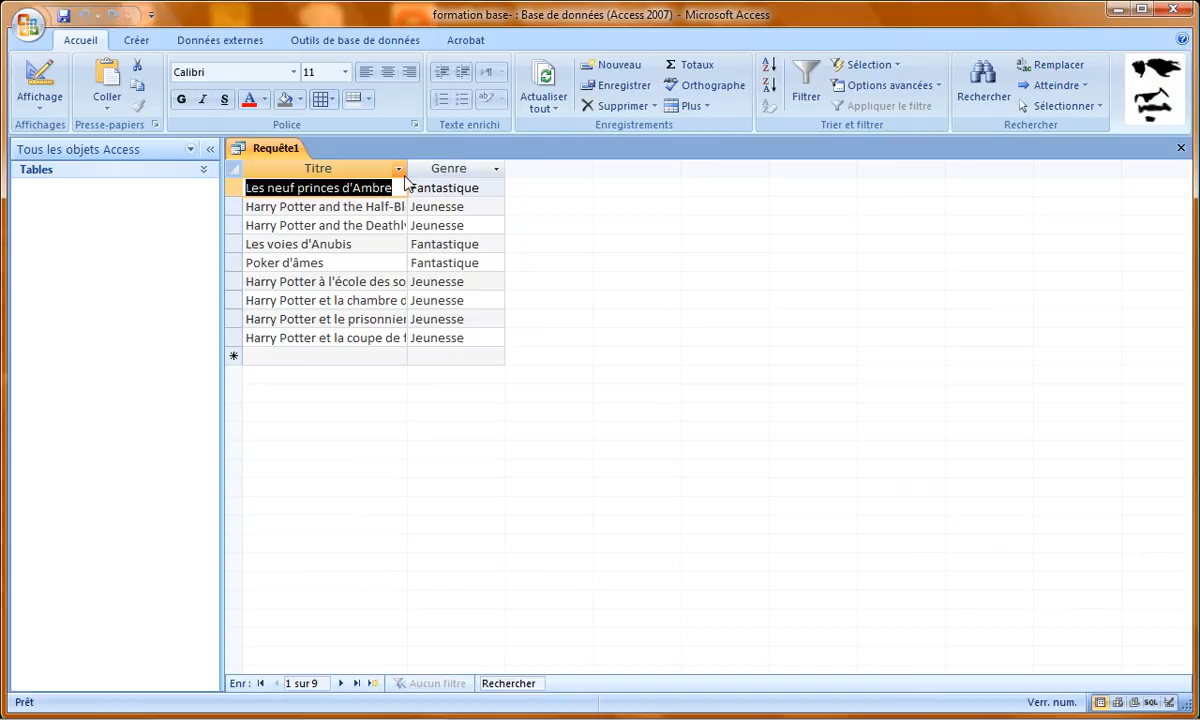 formation base- : Base de données (Access 2007) - Microsoft Access
Accueil Créer Données externes Outils de base de données Acrobat
Affichage
Affichages
Coller
Presse-papiers
Calibri 11
G I S A
Police
Texte enrichi
Actualiser
tout
Nouveau
Enregistrer
Supprimer
Totaux
Orthographe
Plus
Enregistrements
Filtrer
Sélection
Options avancées
Appliquer le filtre
Trier et filtrer
Rechercher
Remplacer
Atteindre
Sélectionner
Rechercher
Tous les objets Access
Tables
Requête1
Titre Genre
Les neuf princes d'Ambre Fantastique
Harry Potter and the Half-Bl Jeunesse
Harry Potter and the Deathly Jeunesse
Les voies d'Anubis Fantastique
Poker d'âmes Fantastique
Harry Potter à l'école des so Jeunesse
Harry Potter et la chambre d Jeunesse
Harry Potter et le prisonnier Jeunesse
Harry Potter et la coupe de f Jeunesse
Enr : 1 sur 9 Aucun filtre Rechercher
Prêt Verr. num. SQL